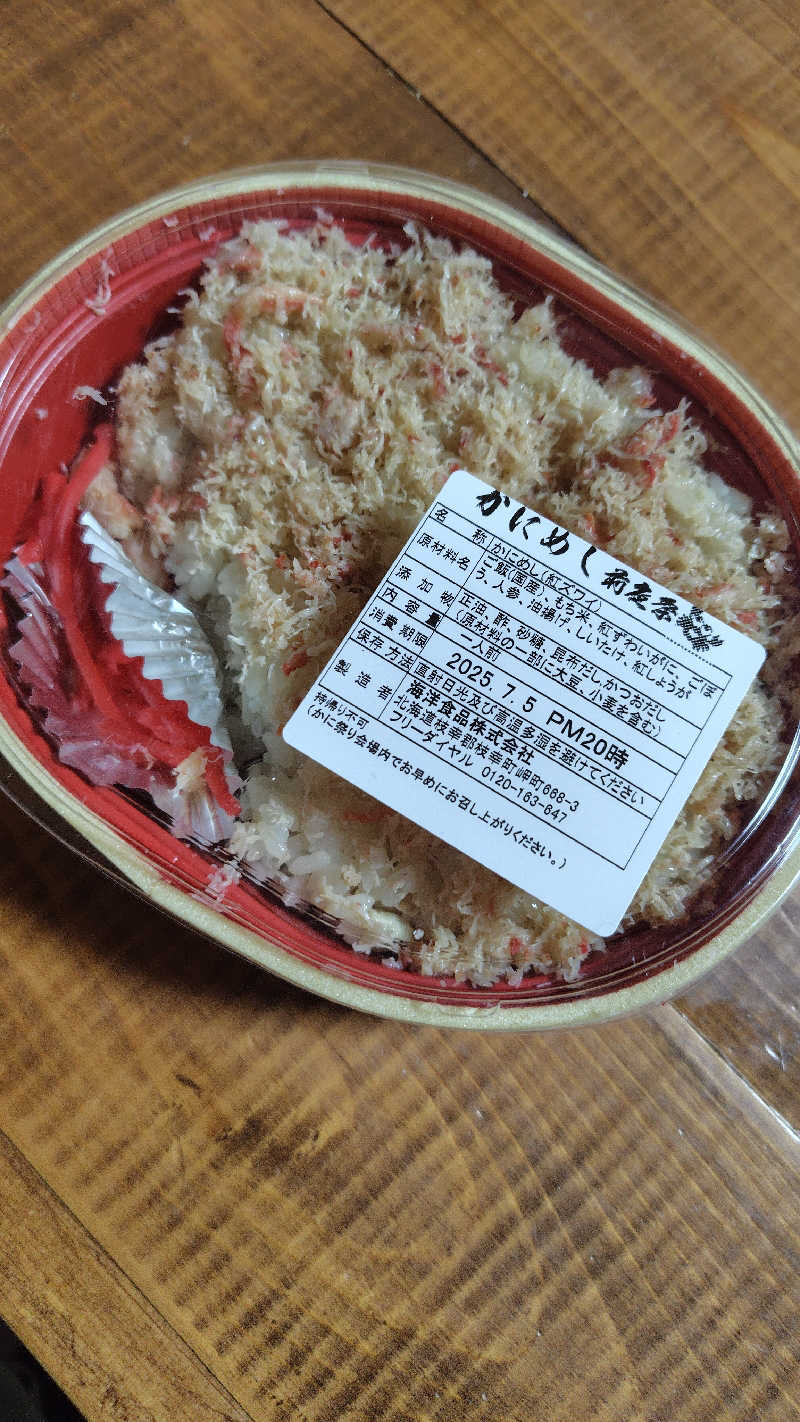 かにめし 前夜祭
名称 かにめし(紅ズワイ)
原材料名 ご飯(国産)、もち米、紅ずわいがに、ごぼ
う、人参、油揚げ、しいたけ、紅しょうが
添加物 正油、酢、砂糖、昆布だし、かつおだし
(原材料の一部に大豆、小麦を含む)
内容量 一人前
消費期限 2025.7.5 PM20時
保存方法 直射日光及び高温多湿を避けてください
製造者 海洋食品株式会社
北海道枝幸郡枝幸町岬町668-3
フリーダイヤル 0120-163-647
持帰り不可
(かに祭り会場内でお早めにお召し上がりください。)